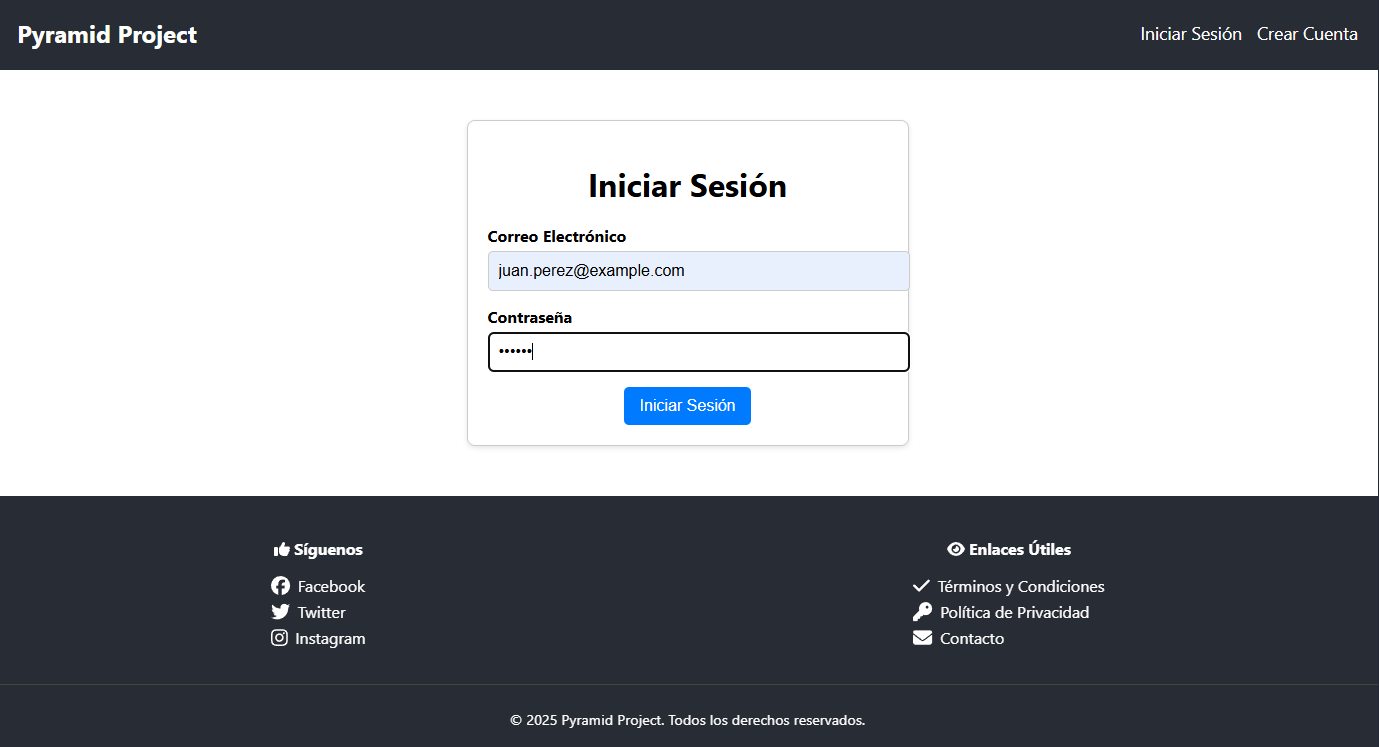 Pyramid Project
Iniciar Sesión Crear Cuenta
Iniciar Sesión
Correo Electrónico
juan.perez@example.com
Contraseña
••••••
Iniciar Sesión
Síguenos
Facebook
Twitter
Instagram
Enlaces Útiles
Términos y Condiciones
Política de Privacidad
Contacto
© 2025 Pyramid Project. Todos los derechos reservados.